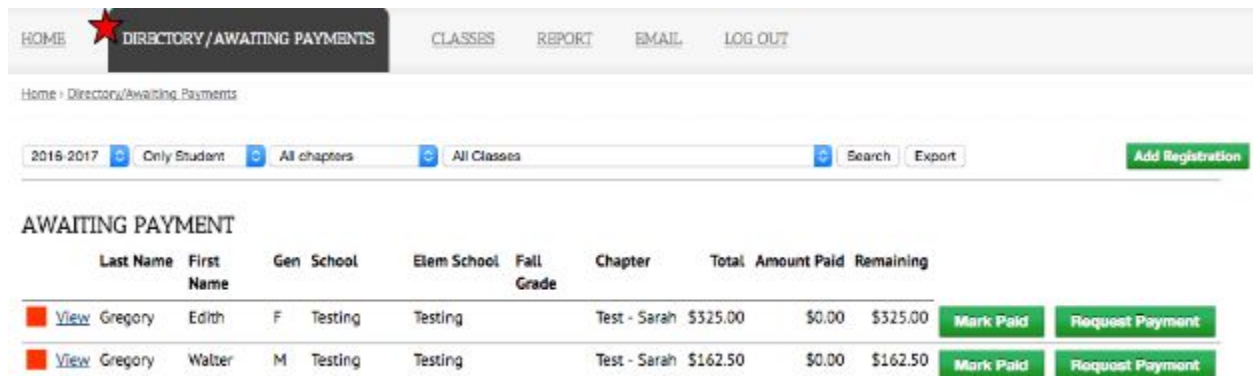 HOME DIRECTORY/AWAITING PAYMENTS CLASSES REPORT EMAIL LOG OUT
Home › Directory/Awaiting Payments
2016-2017 Only Student All chapters All Classes Search Export Add Registration
AWAITING PAYMENT
Last Name First Name Gen School Elem School Fall Grade Chapter Total Amount Paid Remaining
View Gregory Edith F Testing Testing Test - Sarah $325.00 $0.00 $325.00 Mark Paid Request Payment
View Gregory Walter M Testing Testing Test - Sarah $162.50 $0.00 $162.50 Mark Paid Request Payment